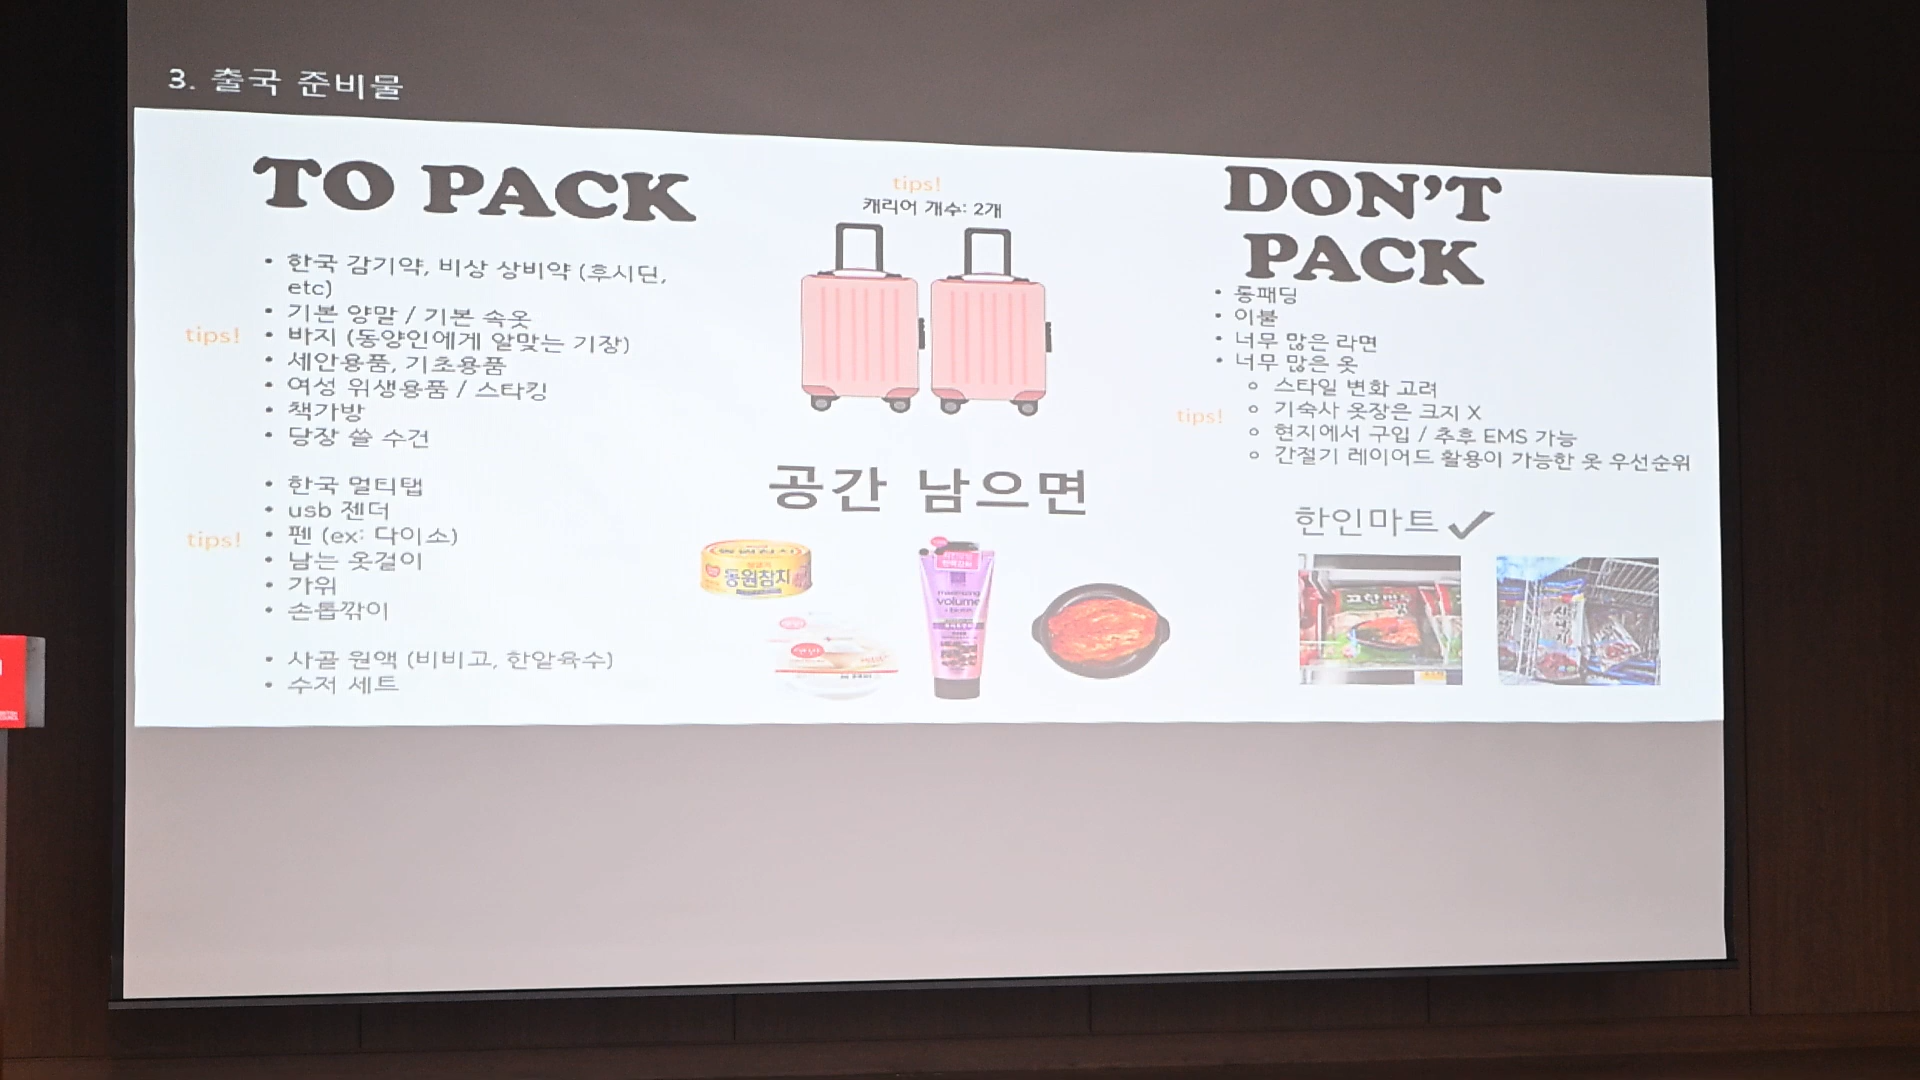 3. 출국 준비물
TO PACK
• 한국 감기약, 비상 상비약 (후시딘,
etc)
• 기본 양말 / 기본 속옷
tips!
• 바지 (동양인에게 알맞는 기장)
• 세안용품, 기초용품
• 여성 위생용품 / 스타킹
• 책가방
• 당장 쓸 수건
• 한국 멀티탭
• usb 젠더
tips!
• 펜 (ex: 다이소)
• 남는 옷걸이
• 가위
• 손톱깎이
• 사골 원액 (비비고, 한알육수)
• 수저 세트
tips!
캐리어 개수: 2개
공간 남으면
동원참치
volume
DON'T
PACK
• 롱패딩
• 이불
• 너무 많은 라면
• 너무 많은 옷
○ 스타일 변화 고려
tips!
○ 기숙사 옷장은 크지 X
○ 현지에서 구입 / 추후 EMS 가능
○ 간절기 레이어드 활용이 가능한 옷 우선순위
한인마트✓